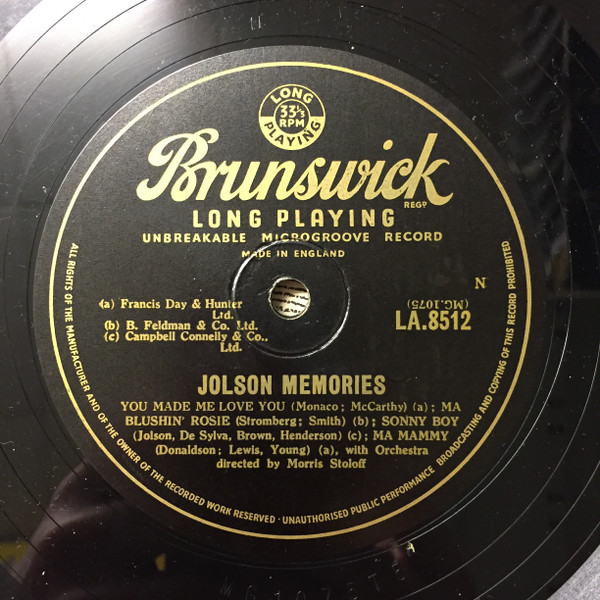 LONG
33⅓
RPM
PLAYING
Brunswick
REGD
LONG PLAYING
UNBREAKABLE MICROGROOVE RECORD
MADE IN ENGLAND
N
(a) Francis Day & Hunter
Ltd.
(b) B. Feldman & Co. Ltd.
(c) Campbell Connelly & Co.,
Ltd.
(MG.1075)
LA.8512
JOLSON MEMORIES
YOU MADE ME LOVE YOU (Monaco; McCarthy) (a); MA
BLUSHIN' ROSIE (Stromberg; Smith) (b); SONNY BOY
(Jolson, De Sylva, Brown, Henderson) (c); MA MAMMY
(Donaldson; Lewis, Young) (a), with Orchestra
directed by Morris Stoloff
ALL RIGHTS OF THE MANUFACTURER AND OF THE OWNER OF THE RECORDED WORK RESERVED · UNAUTHORISED PUBLIC PERFORMANCE BROADCASTING AND COPYING OF THIS RECORD PROHIBITED